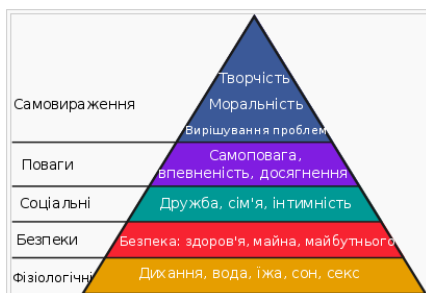 Творчість
Самовираження
Моральність
Вирішування проблем
Поваги
Самоповага,
впевненість, досягнення
Соціальні
Дружба, сім'я, інтимність
Безпеки
Безпека: здоров'я, майна, майбутнього
Фізіологічні
Дихання, вода, їжа, сон, секс